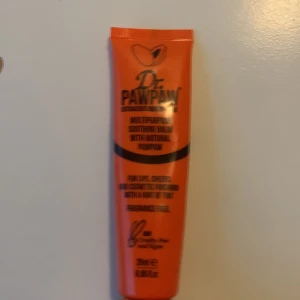 Dr.
PAWPAW
MULTIPURPOSE
SOOTHING BALM
WITH NATURAL
PAWPAW
FOR LIPS, CHEEKS
AND COSMETIC FINISHING
WITH A HINT OF TINT
FRAGRANCE FREE.
Cruelty free
and Vegan
25ml e